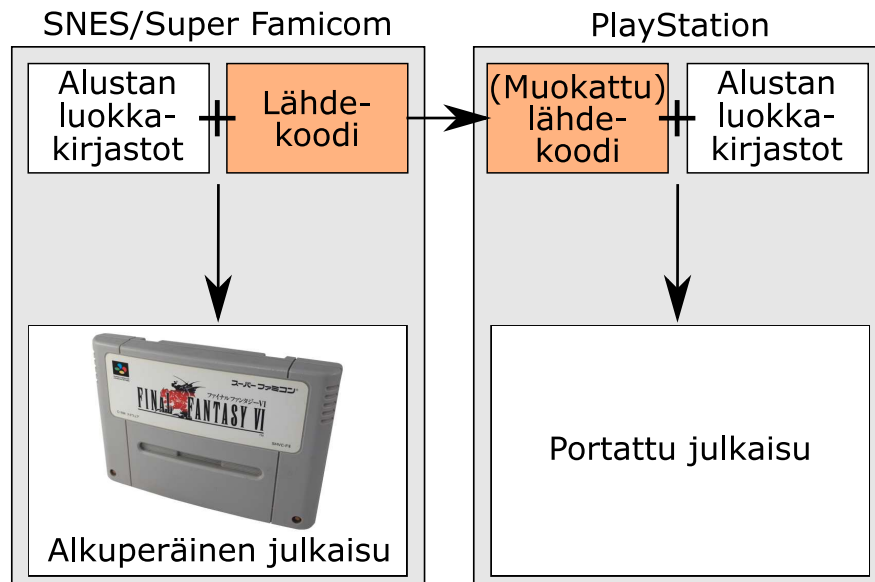 SNES/Super Famicom
Alustan
luokka-
kirjastot
Lähde-
koodi
スーパーファミコン
ファイナルファンタジーVI
FINAL FANTASY VI
Alkuperäinen julkaisu
PlayStation
(Muokattu)
lähde-
koodi
Alustan
luokka-
kirjastot
Portattu julkaisu